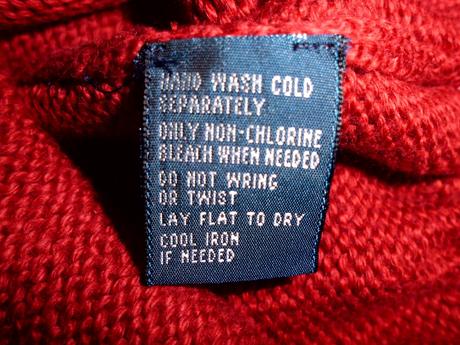 HAND WASH COLD
SEPARATELY
ONLY NON-CHLORINE
BLEACH WHEN NEEDED
DO NOT WRING
OR TWIST
LAY FLAT TO DRY
COOL IRON
IF NEEDED